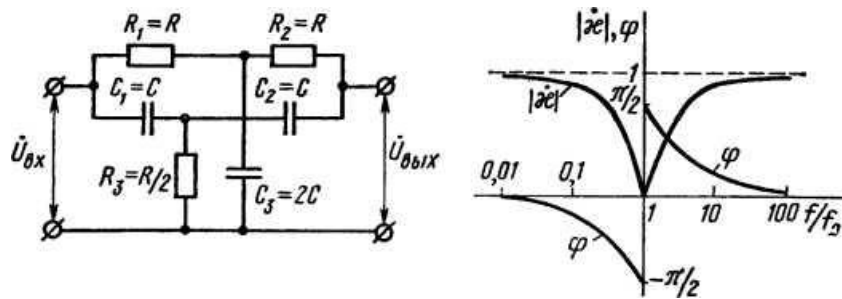 R₁=R
R₂=R
C₁=C
C₂=C
U̇вх
R₃=R/2
C₃=2C
U̇вых
|ӕ̇|, φ
1
π/2
|ӕ̇|
φ
0,01
0,1
1
10
100
f/f₀
φ
-π/2